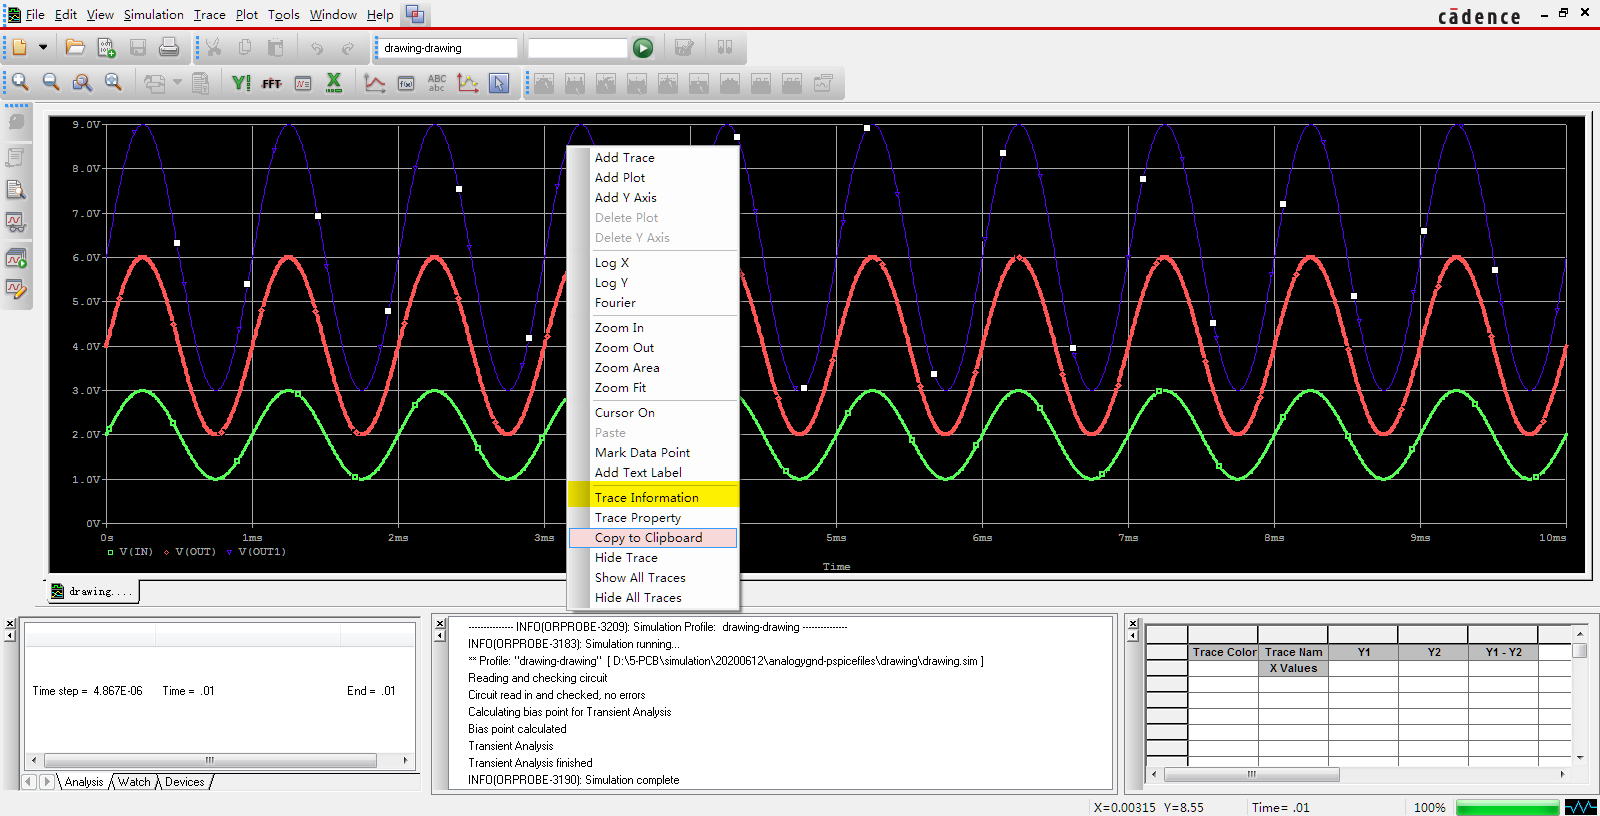 File Edit View Simulation Trace Plot Tools Window Help
cādence
drawing-drawing
Y! FFT f(x) ABC
abc
9.0V
8.0V
7.0V
6.0V
5.0V
4.0V
3.0V
2.0V
1.0V
0V
0s 1ms 2ms 3ms 5ms 6ms 7ms 8ms 9ms 10ms
V(IN) V(OUT) V(OUT1)
Time
Add Trace
Add Plot
Add Y Axis
Delete Plot
Delete Y Axis
Log X
Log Y
Fourier
Zoom In
Zoom Out
Zoom Area
Zoom Fit
Cursor On
Paste
Mark Data Point
Add Text Label
Trace Information
Trace Property
Copy to Clipboard
Hide Trace
Show All Traces
Hide All Traces
drawing....
Time step = 4.867E-06 Time = .01 End = .01
Analysis Watch Devices
--------------- INFO(ORPROBE-3209): Simulation Profile: drawing-drawing ---------------
INFO(ORPROBE-3183): Simulation running...
** Profile: "drawing-drawing" [ D:\5-PCB\simulation\20200612\analogygnd-pspicefiles\drawing\drawing.sim ]
Reading and checking circuit
Circuit read in and checked, no errors
Calculating bias point for Transient Analysis
Bias point calculated
Transient Analysis
Transient Analysis finished
INFO(ORPROBE-3190): Simulation complete
Trace Color Trace Nam Y1 Y2 Y1 - Y2
X Values
X=0.00315 Y=8.55 Time= .01 100%